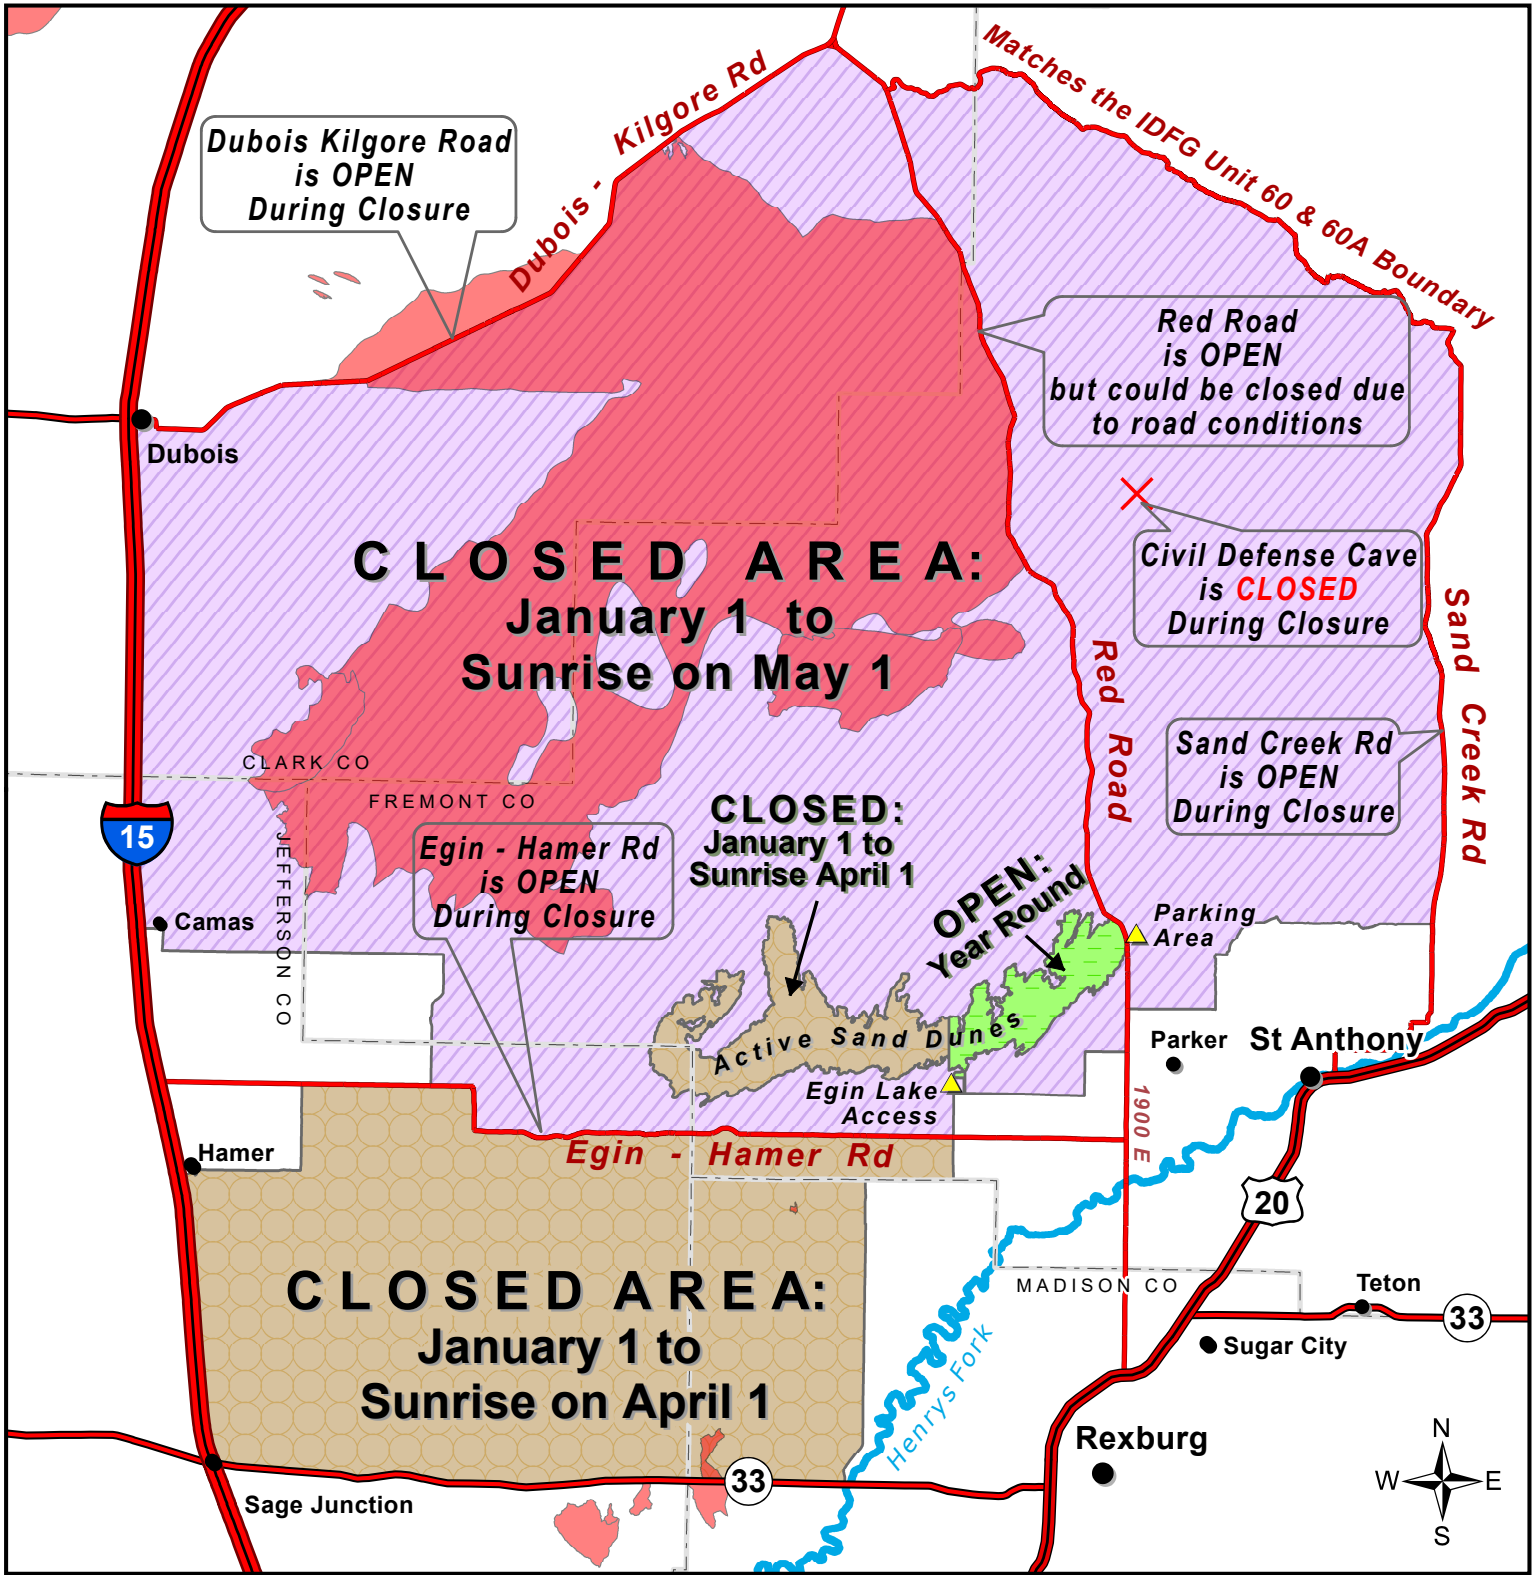 Matches the IDFG Unit 60 & 60A Boundary
Dubois - Kilgore Rd
Dubois Kilgore Road
is OPEN
During Closure
Red Road
is OPEN
but could be closed due
to road conditions
Dubois
Civil Defense Cave
is CLOSED
During Closure
CLOSED AREA:
January 1 to
Sunrise on May 1
Sand Creek Rd
Red Road
Sand Creek Rd
is OPEN
During Closure
CLARK CO
FREMONT CO
JEFFERSON CO
15
Egin - Hamer Rd
is OPEN
During Closure
CLOSED:
January 1 to
Sunrise April 1
OPEN:
Year Round
Parking
Area
Camas
Active Sand Dunes
Egin Lake
Access
Parker
St Anthony
1900 E
Hamer
Egin - Hamer Rd
20
CLOSED AREA:
January 1 to
Sunrise on April 1
MADISON CO
Teton
33
Sugar City
Henrys Fork
Rexburg
33
Sage Junction
N
W
E
S